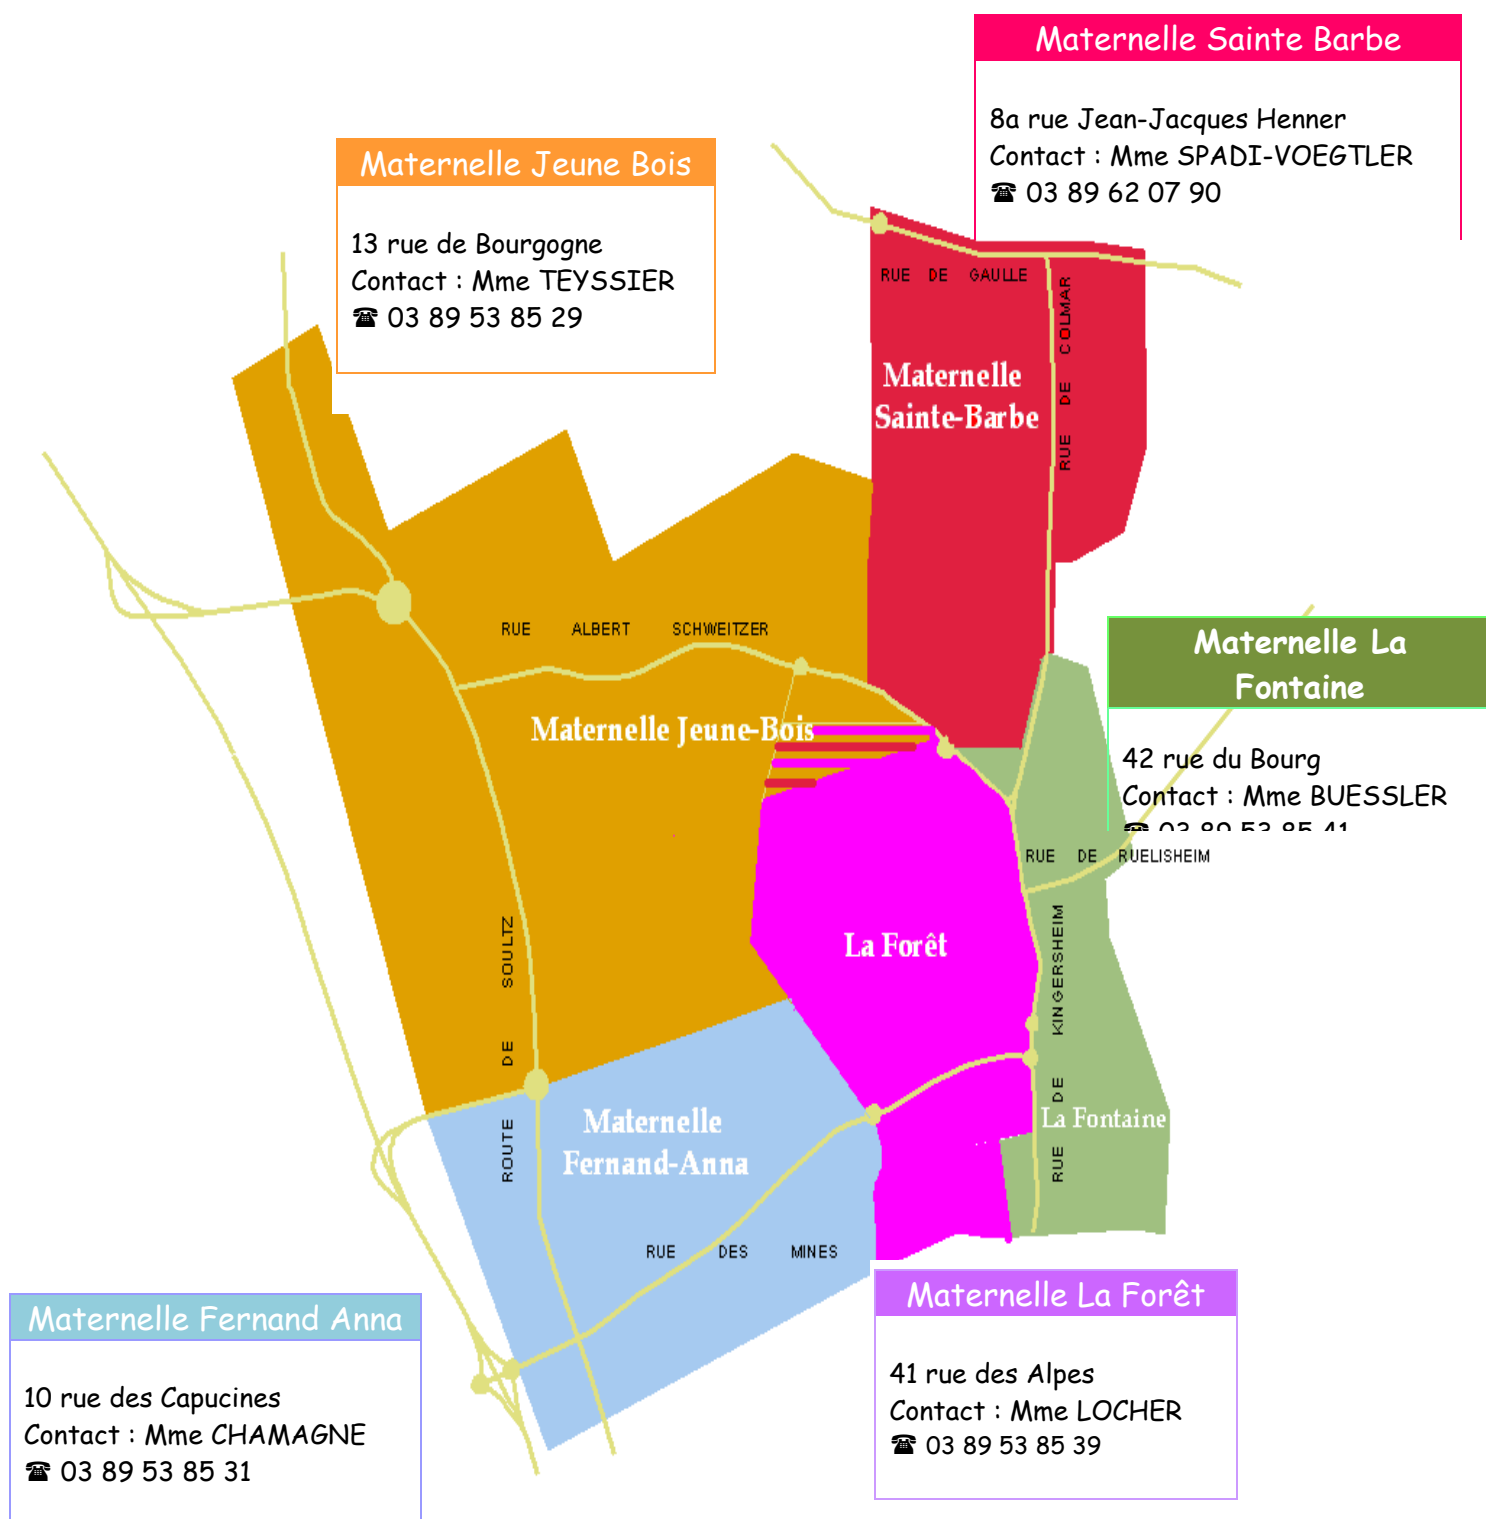 Maternelle Sainte Barbe
8a rue Jean-Jacques Henner
Contact : Mme SPADI-VOEGTLER
☎ 03 89 62 07 90
Maternelle Jeune Bois
13 rue de Bourgogne
Contact : Mme TEYSSIER
☎ 03 89 53 85 29
RUE DE GAULLE
RUE DE COLMAR
Maternelle
Sainte-Barbe
RUE ALBERT SCHWEITZER
Maternelle Jeune-Bois
Maternelle La
Fontaine
42 rue du Bourg
Contact : Mme BUESSLER
☎ 03 89 53 85 41
RUE DE RUELISHEIM
La Forêt
ROUTE DE SOULTZ
RUE DE KINGERSHEIM
La Fontaine
Maternelle
Fernand-Anna
RUE DES MINES
Maternelle La Forêt
41 rue des Alpes
Contact : Mme LOCHER
☎ 03 89 53 85 39
Maternelle Fernand Anna
10 rue des Capucines
Contact : Mme CHAMAGNE
☎ 03 89 53 85 31